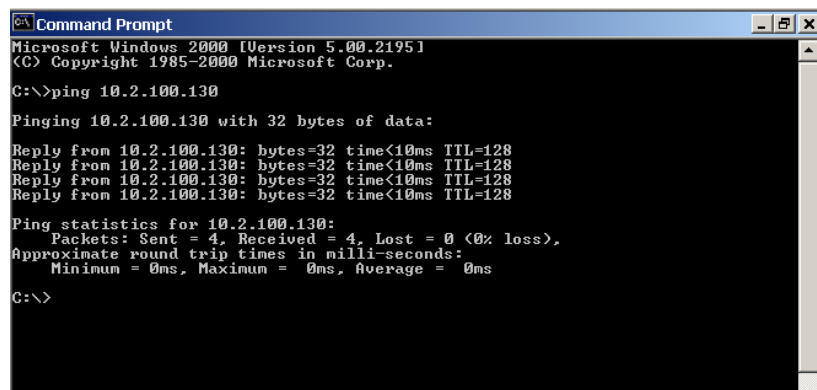 Command Prompt
Microsoft Windows 2000 [Version 5.00.2195]
(C) Copyright 1985-2000 Microsoft Corp.
C:\>ping 10.2.100.130
Pinging 10.2.100.130 with 32 bytes of data:
Reply from 10.2.100.130: bytes=32 time<10ms TTL=128
Reply from 10.2.100.130: bytes=32 time<10ms TTL=128
Reply from 10.2.100.130: bytes=32 time<10ms TTL=128
Reply from 10.2.100.130: bytes=32 time<10ms TTL=128
Ping statistics for 10.2.100.130:
    Packets: Sent = 4, Received = 4, Lost = 0 (0% loss),
Approximate round trip times in milli-seconds:
    Minimum = 0ms, Maximum =  0ms, Average =  0ms
C:\>